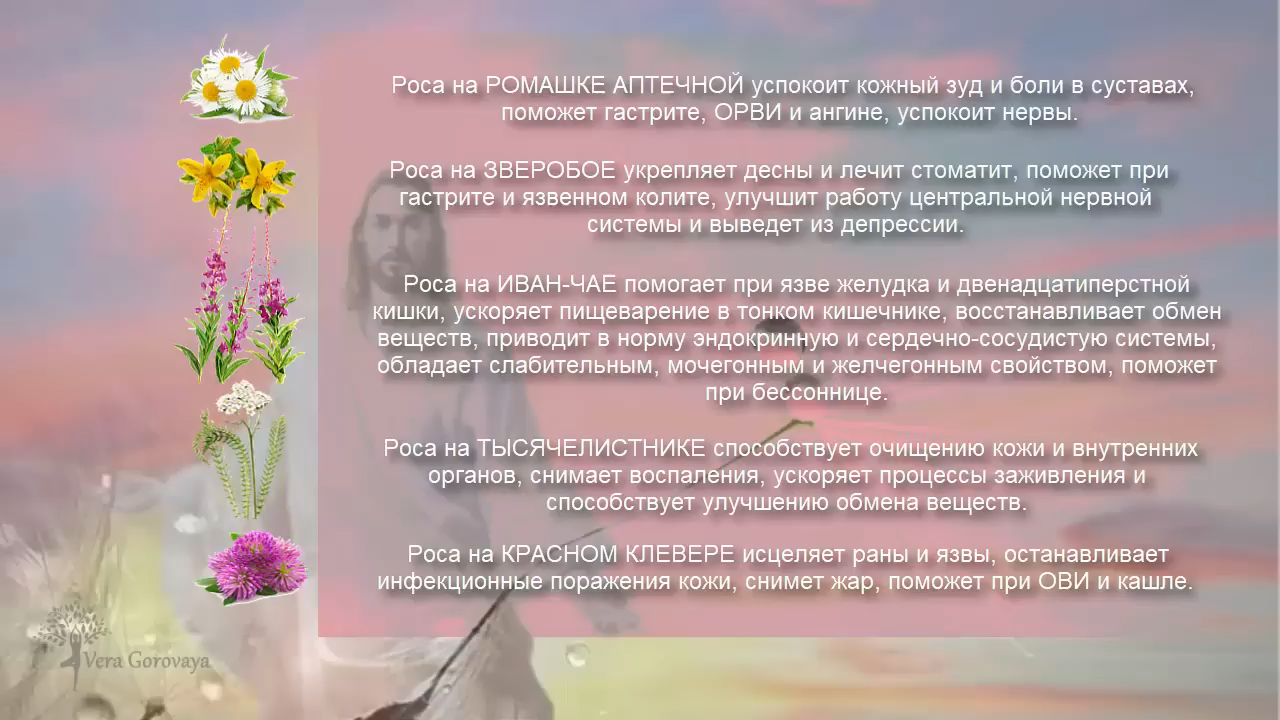 Роса на РОМАШКЕ АПТЕЧНОЙ успокоит кожный зуд и боли в суставах,
поможет гастрите, ОРВИ и ангине, успокоит нервы.
Роса на ЗВЕРОБОЕ укрепляет десны и лечит стоматит, поможет при
гастрите и язвенном колите, улучшит работу центральной нервной
системы и выведет из депрессии.
Роса на ИВАН-ЧАЕ помогает при язве желудка и двенадцатиперстной
кишки, ускоряет пищеварение в тонком кишечнике, восстанавливает обмен
веществ, приводит в норму эндокринную и сердечно-сосудистую системы,
обладает слабительным, мочегонным и желчегонным свойством, поможет
при бессоннице.
Роса на ТЫСЯЧЕЛИСТНИКЕ способствует очищению кожи и внутренних
органов, снимает воспаления, ускоряет процессы заживления и
способствует улучшению обмена веществ.
Роса на КРАСНОМ КЛЕВЕРЕ исцеляет раны и язвы, останавливает
инфекционные поражения кожи, снимет жар, поможет при ОВИ и кашле.
Vera Gorovaya